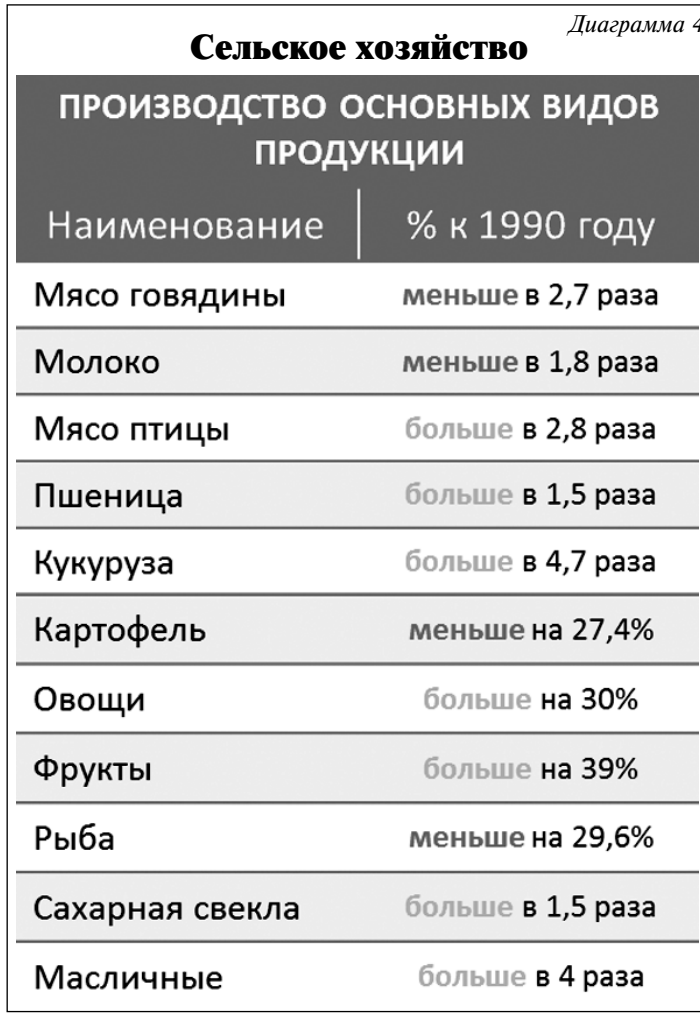 Диаграмма 4
Сельское хозяйство
ПРОИЗВОДСТВО ОСНОВНЫХ ВИДОВ
ПРОДУКЦИИ
Наименование % к 1990 году
Мясо говядины меньше в 2,7 раза
Молоко меньше в 1,8 раза
Мясо птицы больше в 2,8 раза
Пшеница больше в 1,5 раза
Кукуруза больше в 4,7 раза
Картофель меньше на 27,4%
Овощи больше на 30%
Фрукты больше на 39%
Рыба меньше на 29,6%
Сахарная свекла больше в 1,5 раза
Масличные больше в 4 раза